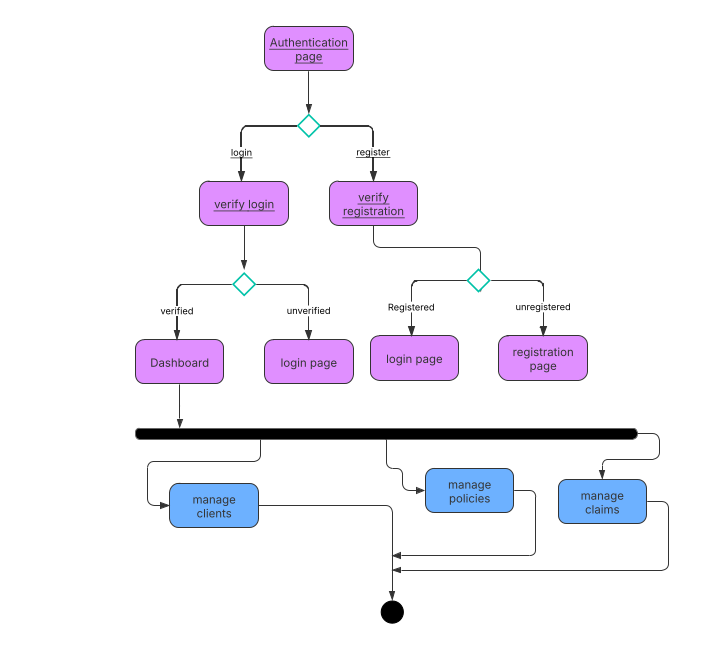 Authentication
page
login
register
verify login
verify
registration
verified
unverified
Registered
unregistered
Dashboard
login page
login page
registration
page
manage
clients
manage
policies
manage
claims